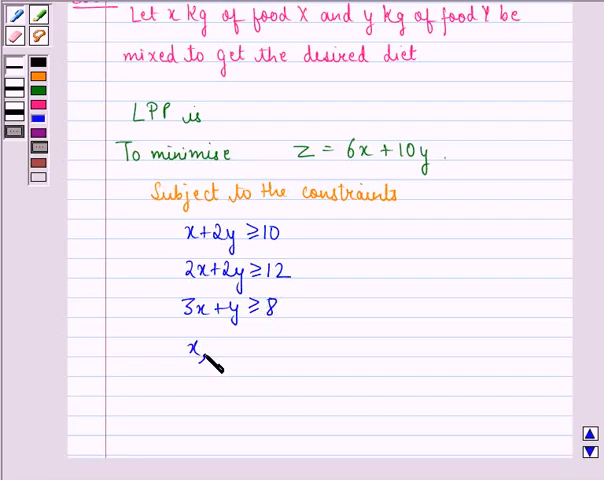 Let x Kg of food X and y Kg of food Y be
mixed to get the desired diet
LPP is
To minimise z = 6x + 10y.
Subject to the constraints
x + 2y ≥ 10
2x + 2y ≥ 12
3x + y ≥ 8
x,